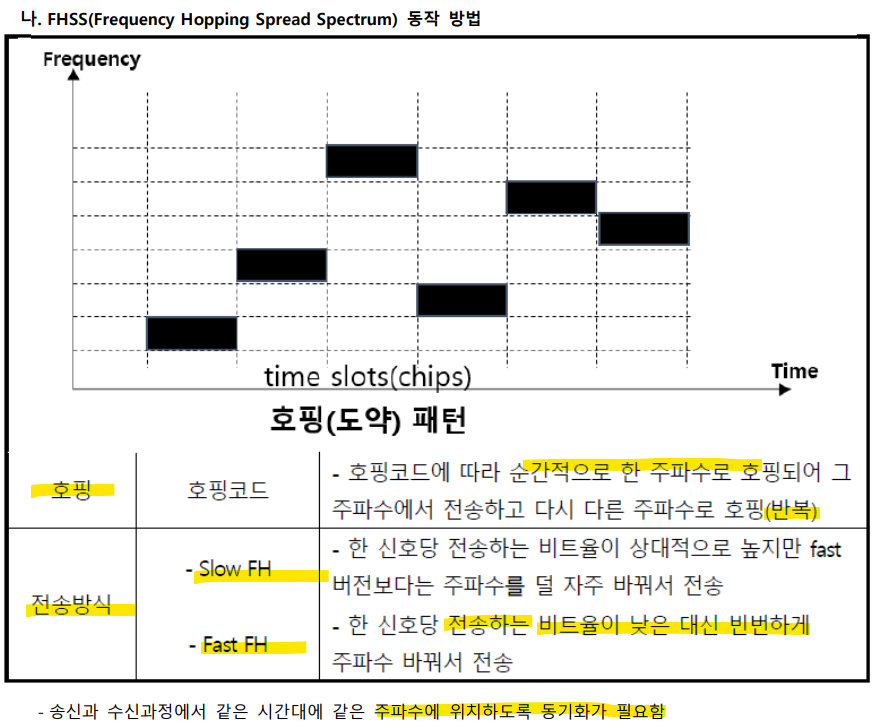 나. FHSS(Frequency Hopping Spread Spectrum) 동작 방법
Frequency
Time
time slots(chips)
호핑(도약) 패턴
호핑
호핑코드
- 호핑코드에 따라 순간적으로 한 주파수로 호핑되어 그
주파수에서 전송하고 다시 다른 주파수로 호핑(반복)
전송방식
- Slow FH
- 한 신호당 전송하는 비트율이 상대적으로 높지만 fast
버전보다는 주파수를 덜 자주 바꿔서 전송
- Fast FH
- 한 신호당 전송하는 비트율이 낮은 대신 빈번하게
주파수 바꿔서 전송
- 송신과 수신과정에서 같은 시간대에 같은 주파수에 위치하도록 동기화가 필요함